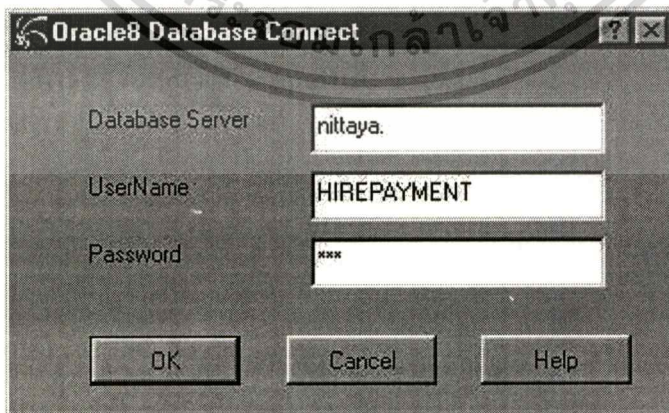 Oracle8 Database Connect
Database Server
nittaya.
UserName
HIREPAYMENT
Password
***
OK
Cancel
Help